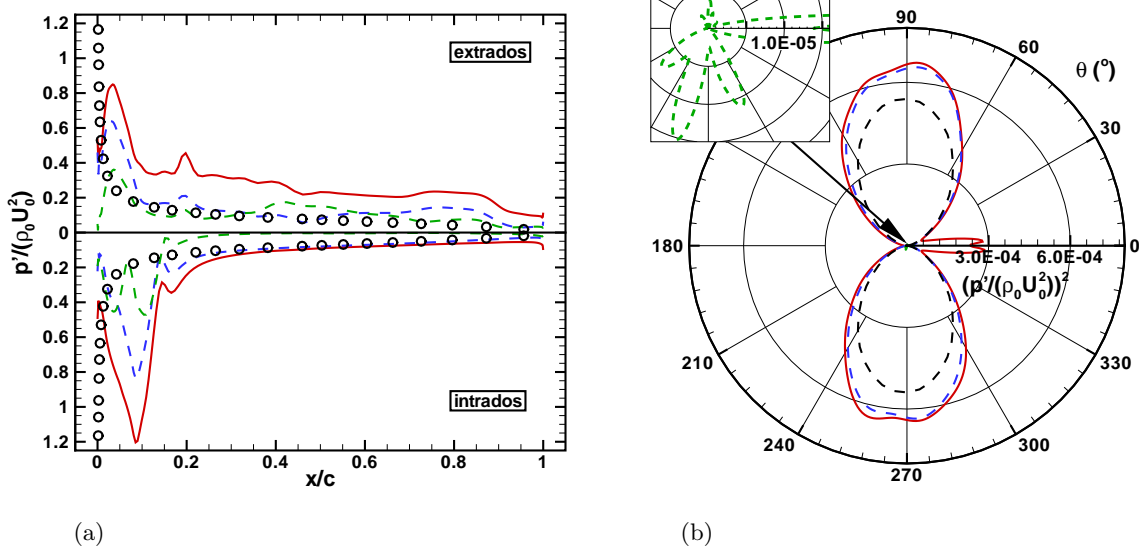 1.2
1
0.8
0.6
0.4
0.2
0
0.2
0.4
0.6
0.8
1
1.2
p'/(ρ₀U₀²)
extrados
intrados
0 0.2 0.4 0.6 0.8 1
x/c
(a)
1.0E-05
90
60
θ (°)
30
180
0
3.0E-04 6.0E-04
(p'/(ρ₀U₀²))²
210
330
240
300
270
(b)